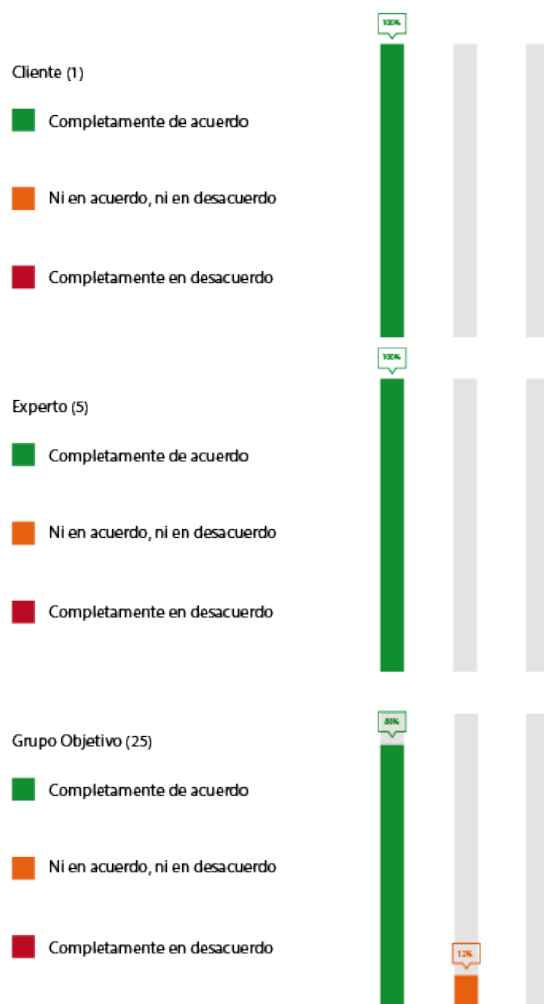 100%
Cliente (1)
Completamente de acuerdo
Ni en acuerdo, ni en desacuerdo
Completamente en desacuerdo
100%
Experto (5)
Completamente de acuerdo
Ni en acuerdo, ni en desacuerdo
Completamente en desacuerdo
Grupo Objetivo (25)
Completamente de acuerdo
Ni en acuerdo, ni en desacuerdo
Completamente en desacuerdo
12%